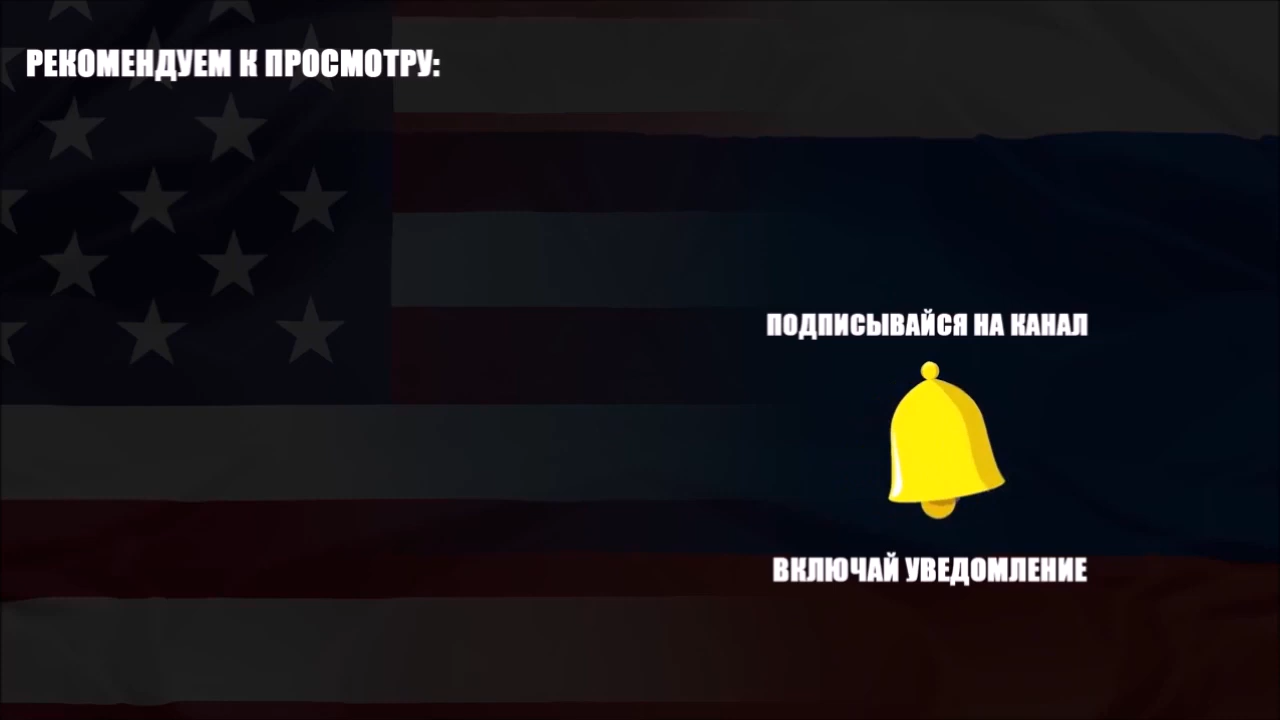 РЕКОМЕНДУЕМ К ПРОСМОТРУ:
ПОДПИСЫВАЙСЯ НА КАНАЛ
ВКЛЮЧАЙ УВЕДОМЛЕНИЕ